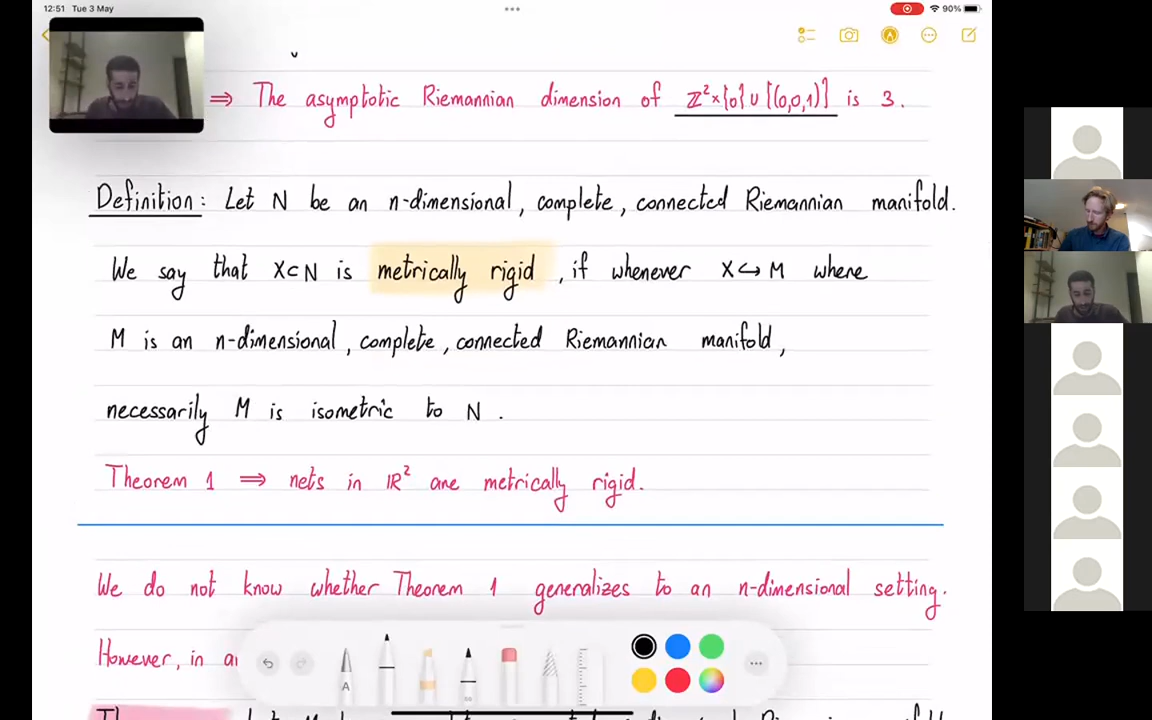 12:51 Tue 3 May
90%
⇒ The asymptotic Riemannian dimension of ℤ²×{0}∪{(0,0,1)} is 3.
Definition: Let N be an n-dimensional, complete, connected Riemannian manifold.
We say that X⊂N is metrically rigid, if whenever X↪M where
M is an n-dimensional, complete, connected Riemannian manifold,
necessarily M is isometric to N.
Theorem 1 ⟹ nets in ℝ² are metrically rigid.
We do not know whether Theorem 1 generalizes to an n-dimensional setting.
However, in
A